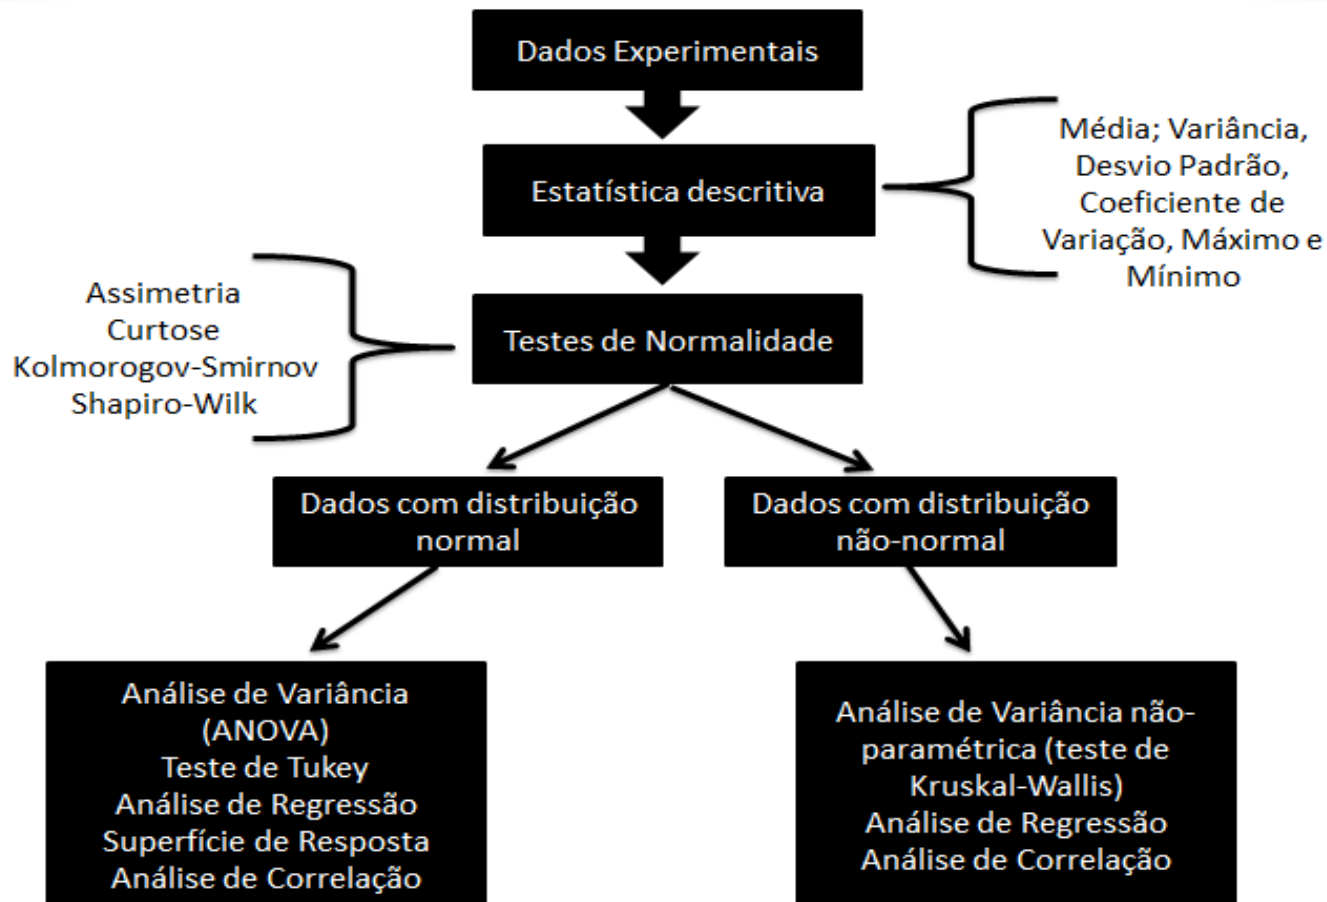 Dados Experimentais
Média; Variância,
Desvio Padrão,
Coeficiente de
Variação, Máximo e
Mínimo
Estatística descritiva
Assimetria
Curtose
Kolmorogov-Smirnov
Shapiro-Wilk
Testes de Normalidade
Dados com distribuição
normal
Dados com distribuição
não-normal
Análise de Variância
(ANOVA)
Teste de Tukey
Análise de Regressão
Superfície de Resposta
Análise de Correlação
Análise de Variância não-
paramétrica (teste de
Kruskal-Wallis)
Análise de Regressão
Análise de Correlação